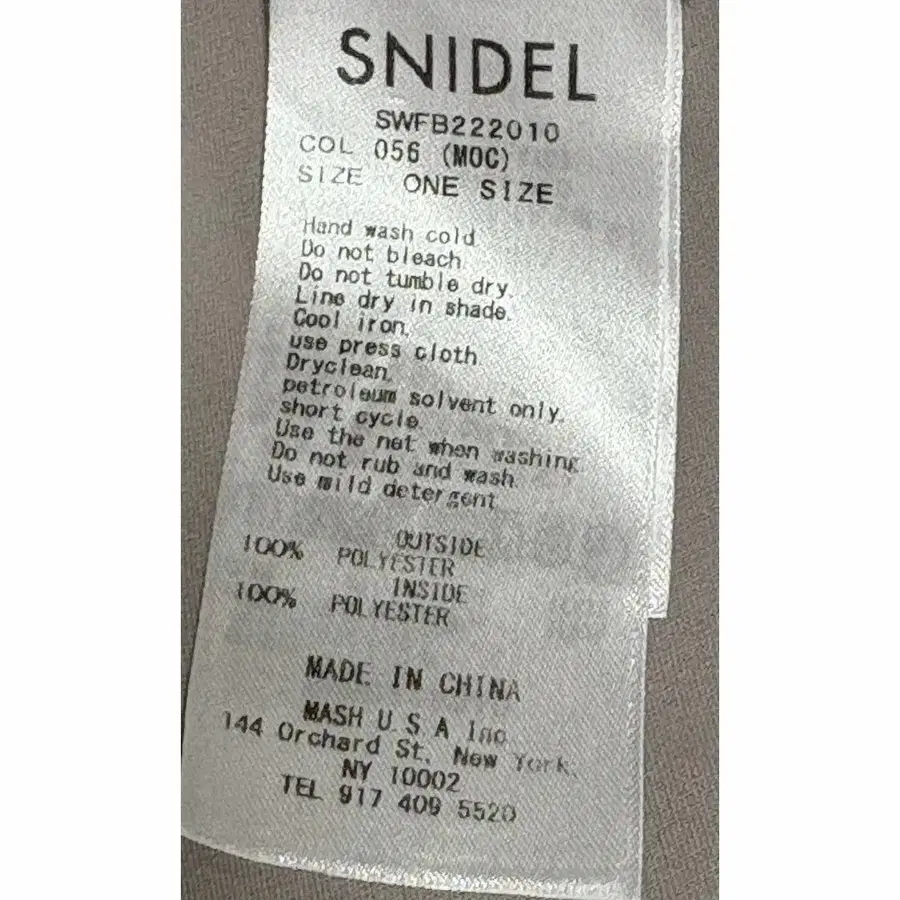 SNIDEL
SWFB222010
COL 056 (MOC)
SIZE ONE SIZE
Hand wash cold
Do not bleach.
Do not tumble dry.
Line dry in shade.
Cool iron,
use press cloth
Dryclean,
petroleum solvent only,
short cycle.
Use the net when washing
Do not rub and wash.
Use mild detergent
OUTSIDE
100% POLYESTER
INSIDE
100% POLYESTER
MADE IN CHINA
MASH U.S.A Inc
144 Orchard St, New York,
NY 10002
TEL 917 409 5520